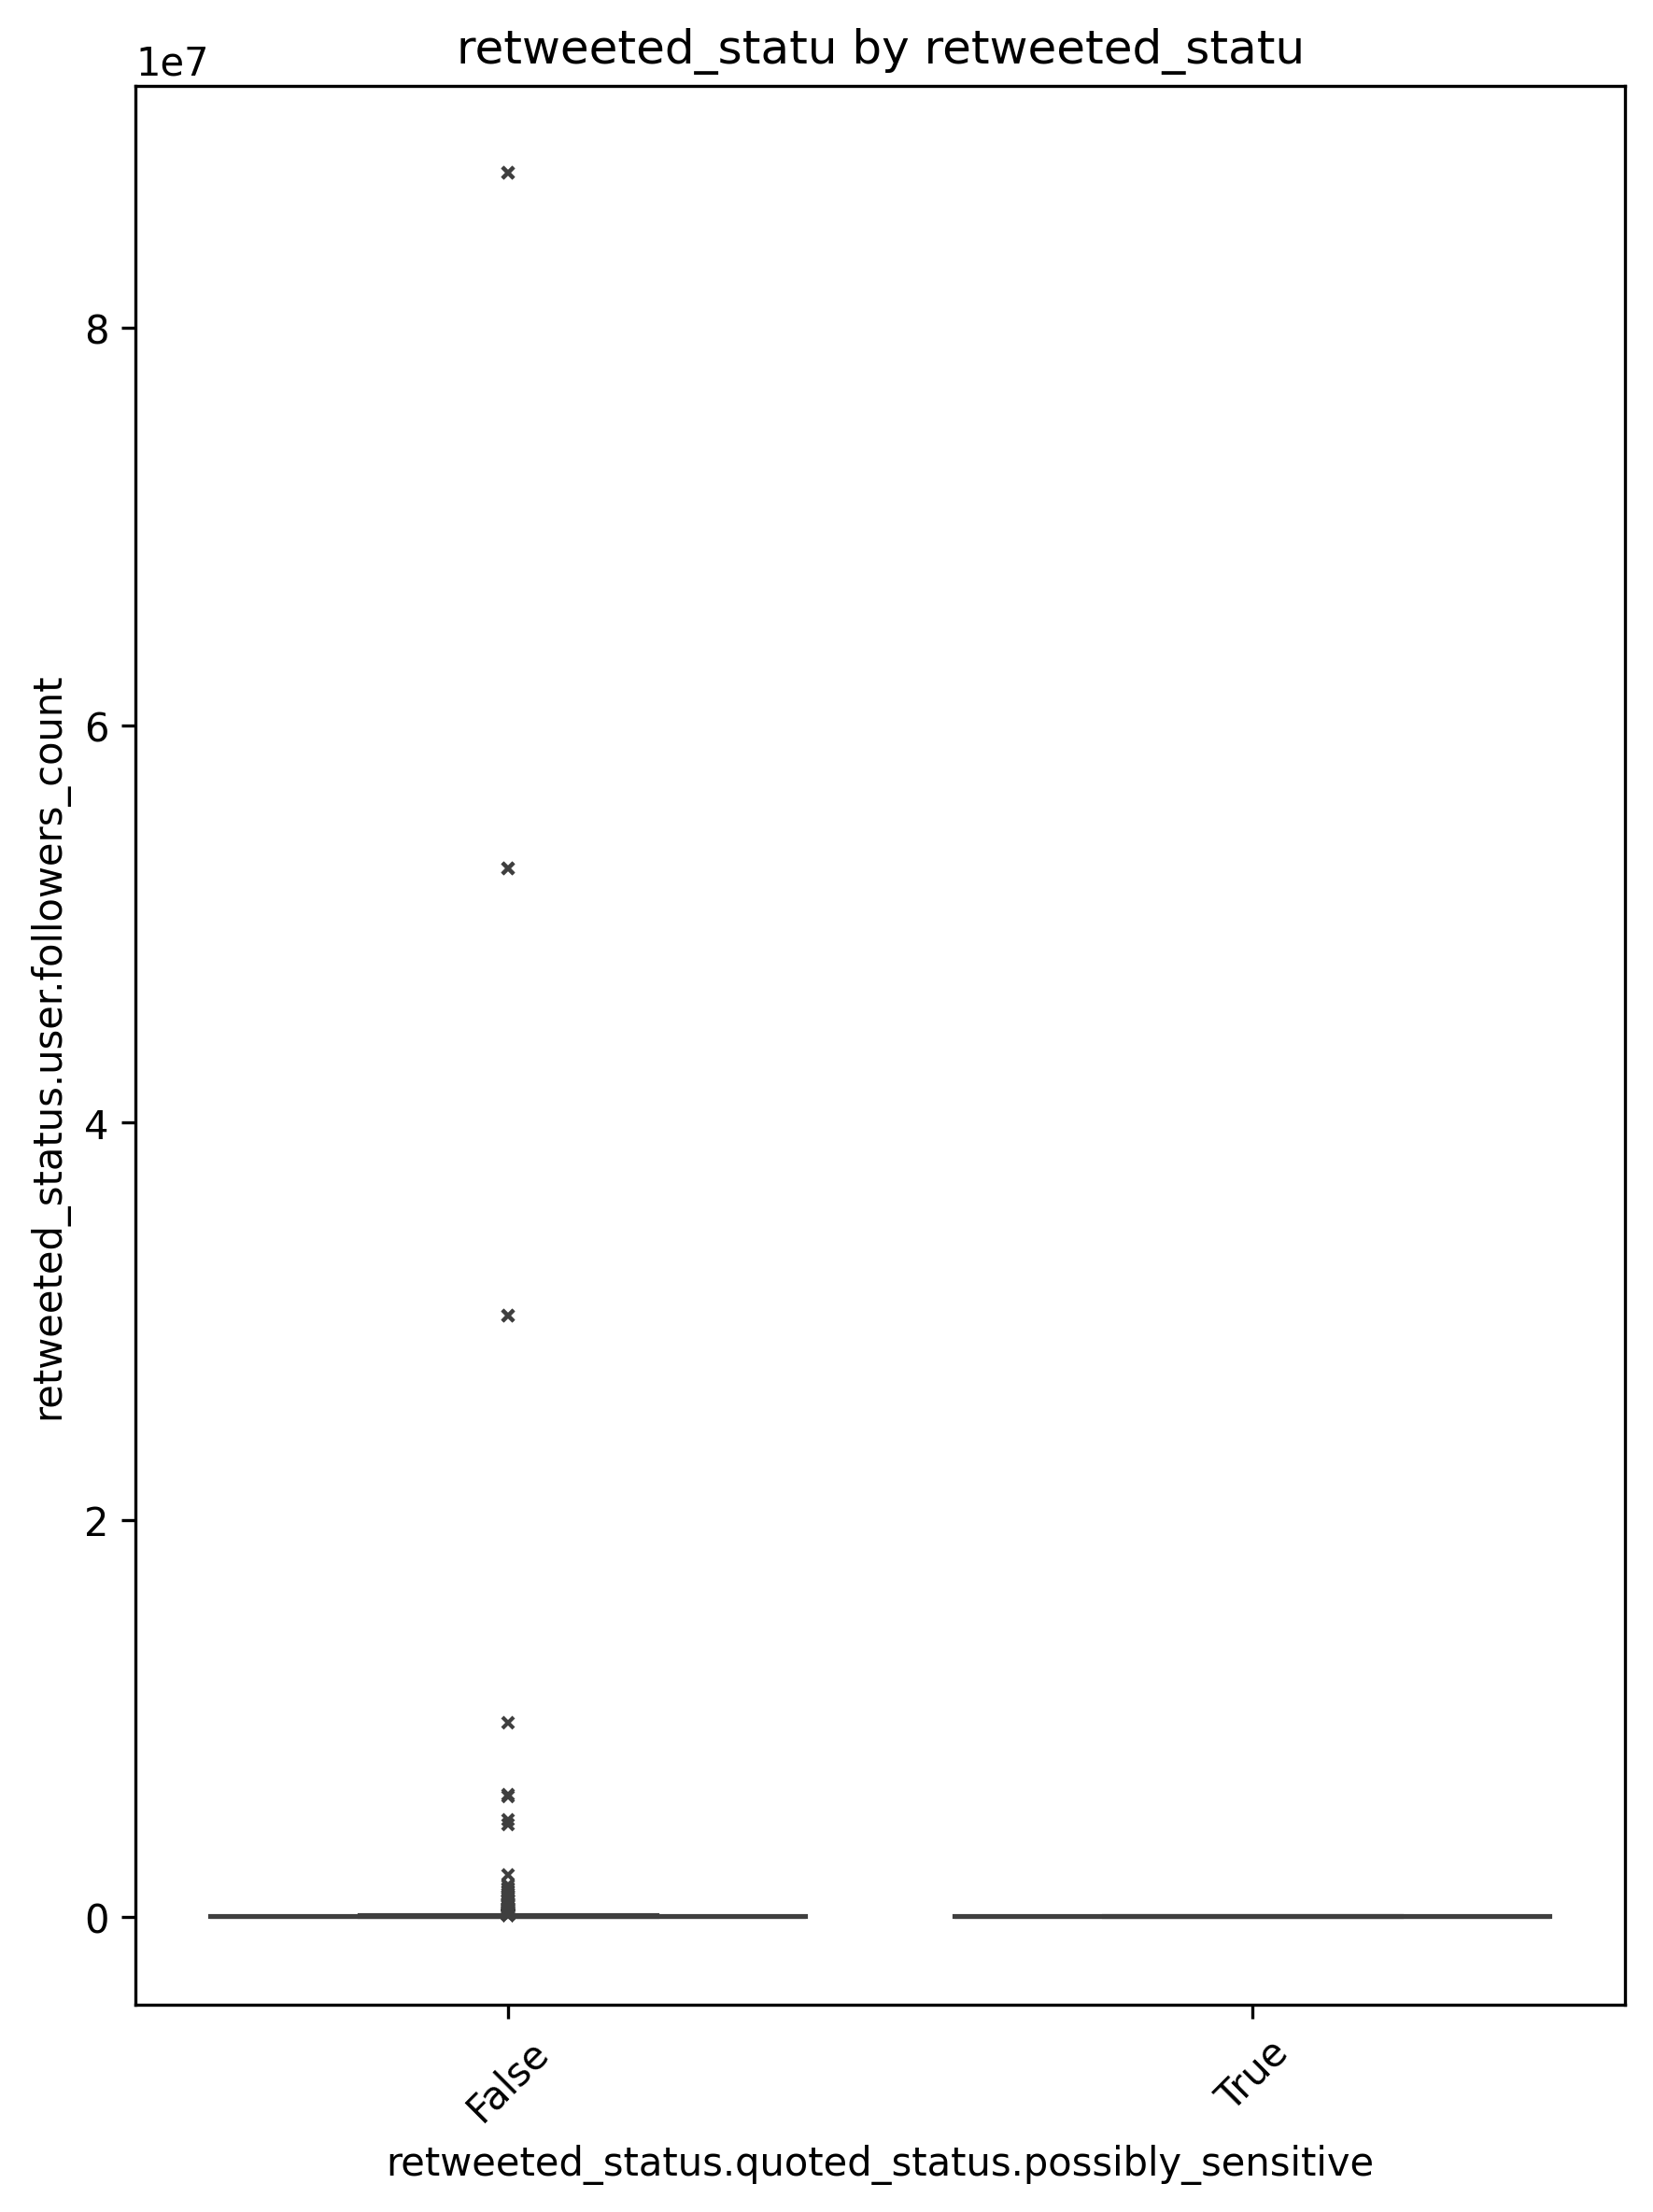 retweeted_statu by retweeted_statu
1e7
8
6
4
2
0
retweeted_status.user.followers_count
False
True
retweeted_status.quoted_status.possibly_sensitive